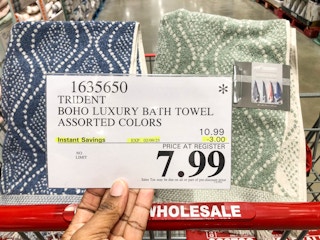 1635650 *
TRIDENT
BOHO LUXURY BATH TOWEL
ASSORTED COLORS
10.99
Instant Savings -3.00
PRICE AT REGISTER
NO
LIMIT
7.99
WHOLESALE